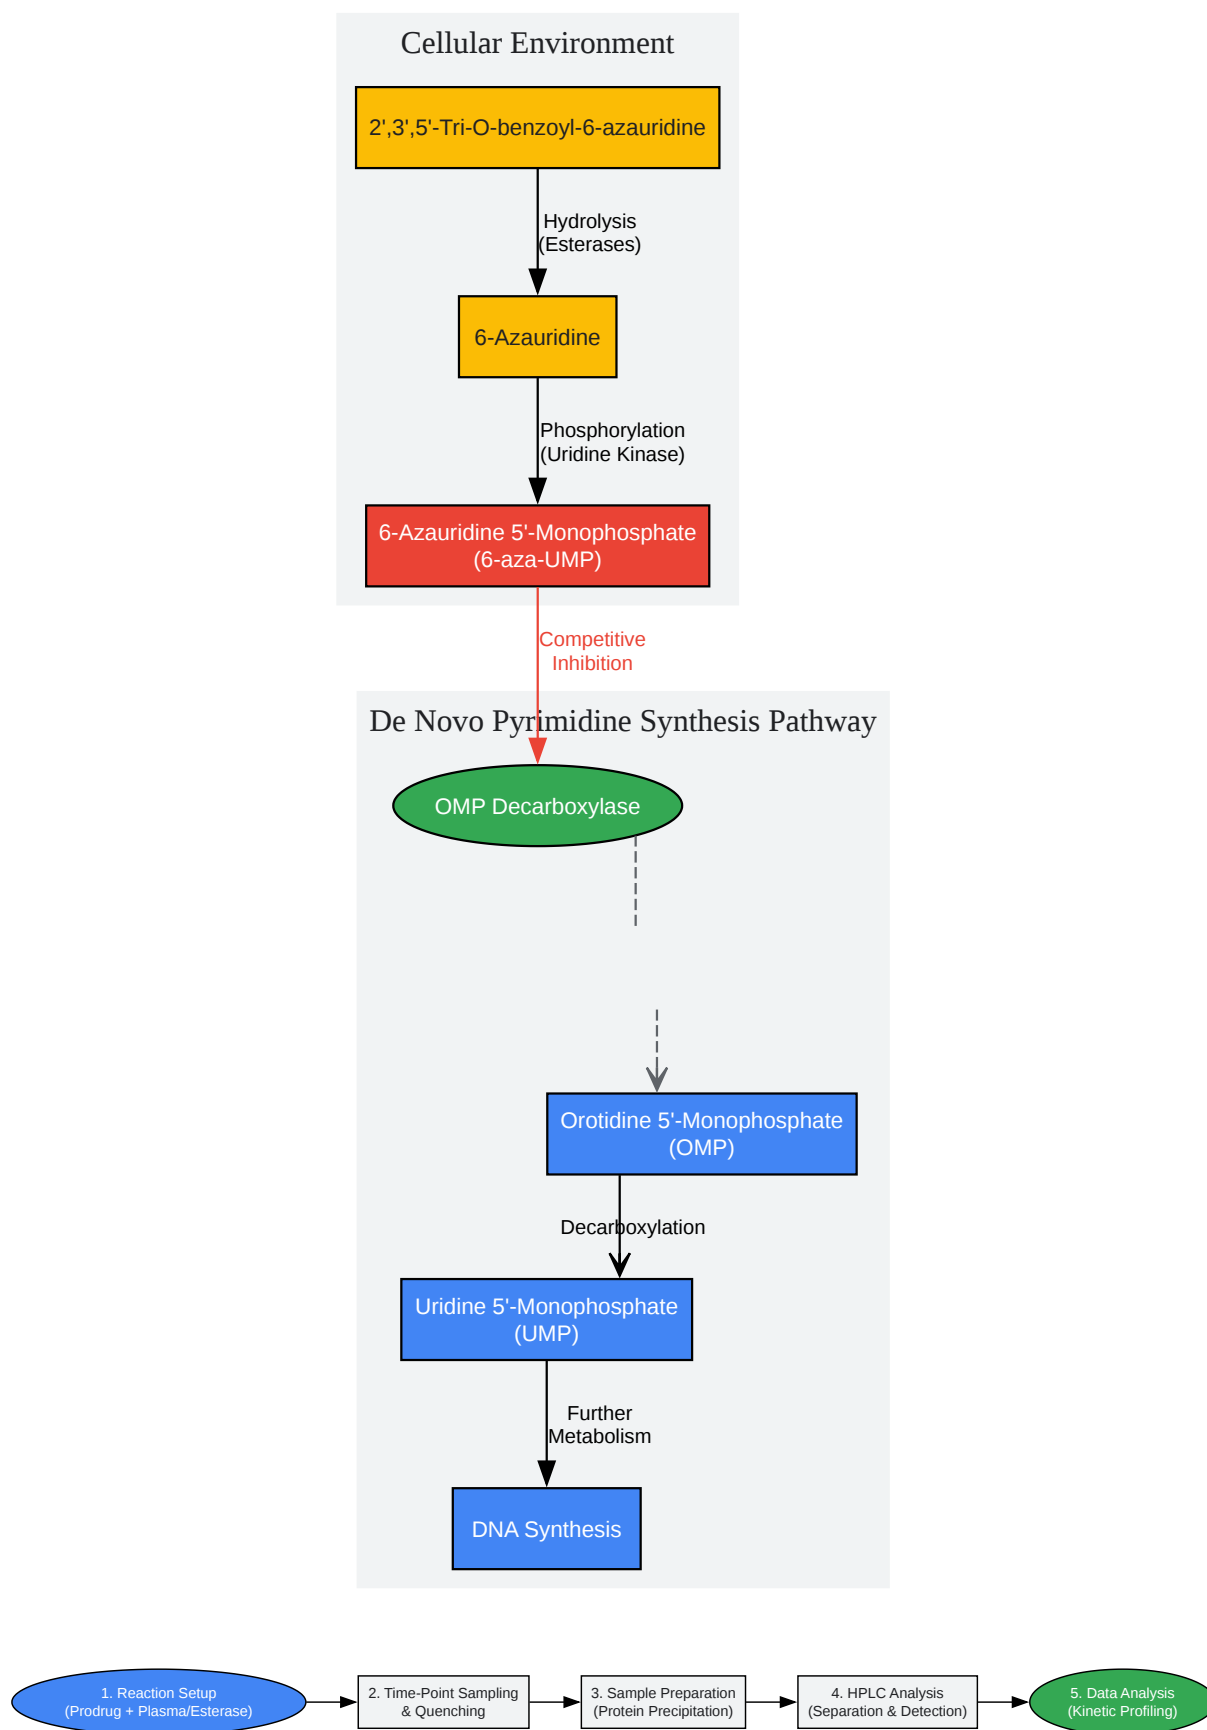 Cellular Environment
2',3',5'-Tri-O-benzoyl-6-azauridine
Hydrolysis
(Esterases)
6-Azauridine
Phosphorylation
(Uridine Kinase)
6-Azauridine 5'-Monophosphate
(6-aza-UMP)
Competitive
Inhibition
De Novo Pyrimidine Synthesis Pathway
OMP Decarboxylase
Orotidine 5'-Monophosphate
(OMP)
Decarboxylation
Uridine 5'-Monophosphate
(UMP)
Further
Metabolism
DNA Synthesis
1. Reaction Setup
(Prodrug + Plasma/Esterase)
2. Time-Point Sampling
& Quenching
3. Sample Preparation
(Protein Precipitation)
4. HPLC Analysis
(Separation & Detection)
5. Data Analysis
(Kinetic Profiling)